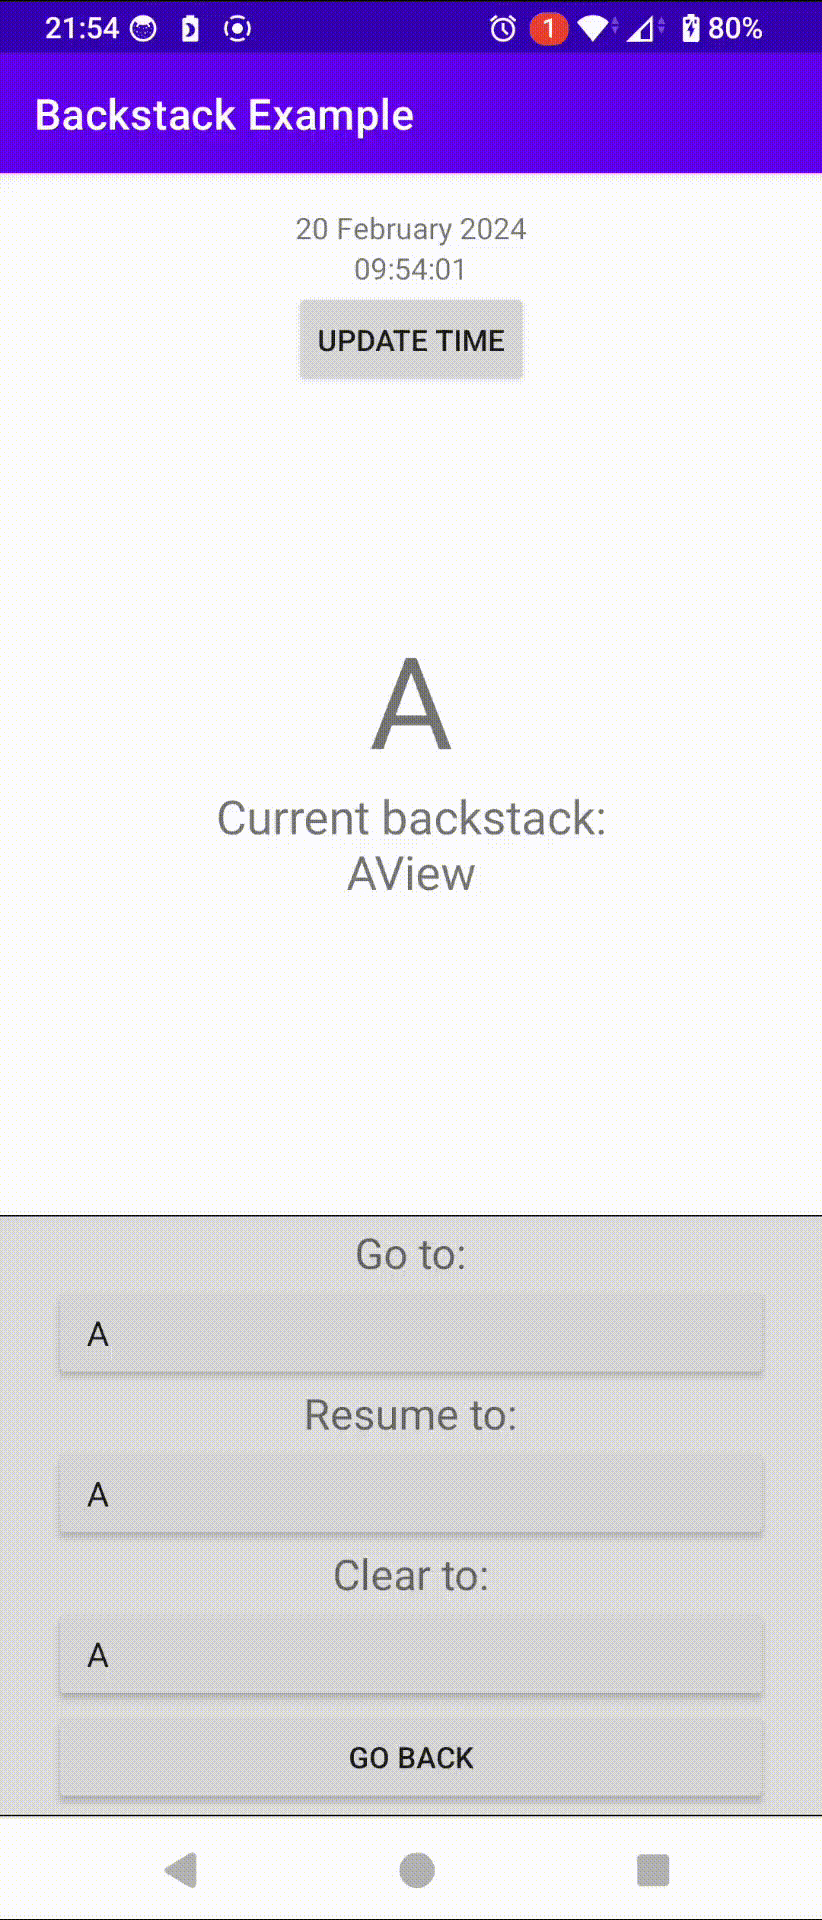 21:54 1 80%
Backstack Example
20 February 2024
09:54:01
UPDATE TIME
A
Current backstack:
AView
Go to:
A
Resume to:
A
Clear to:
A
GO BACK